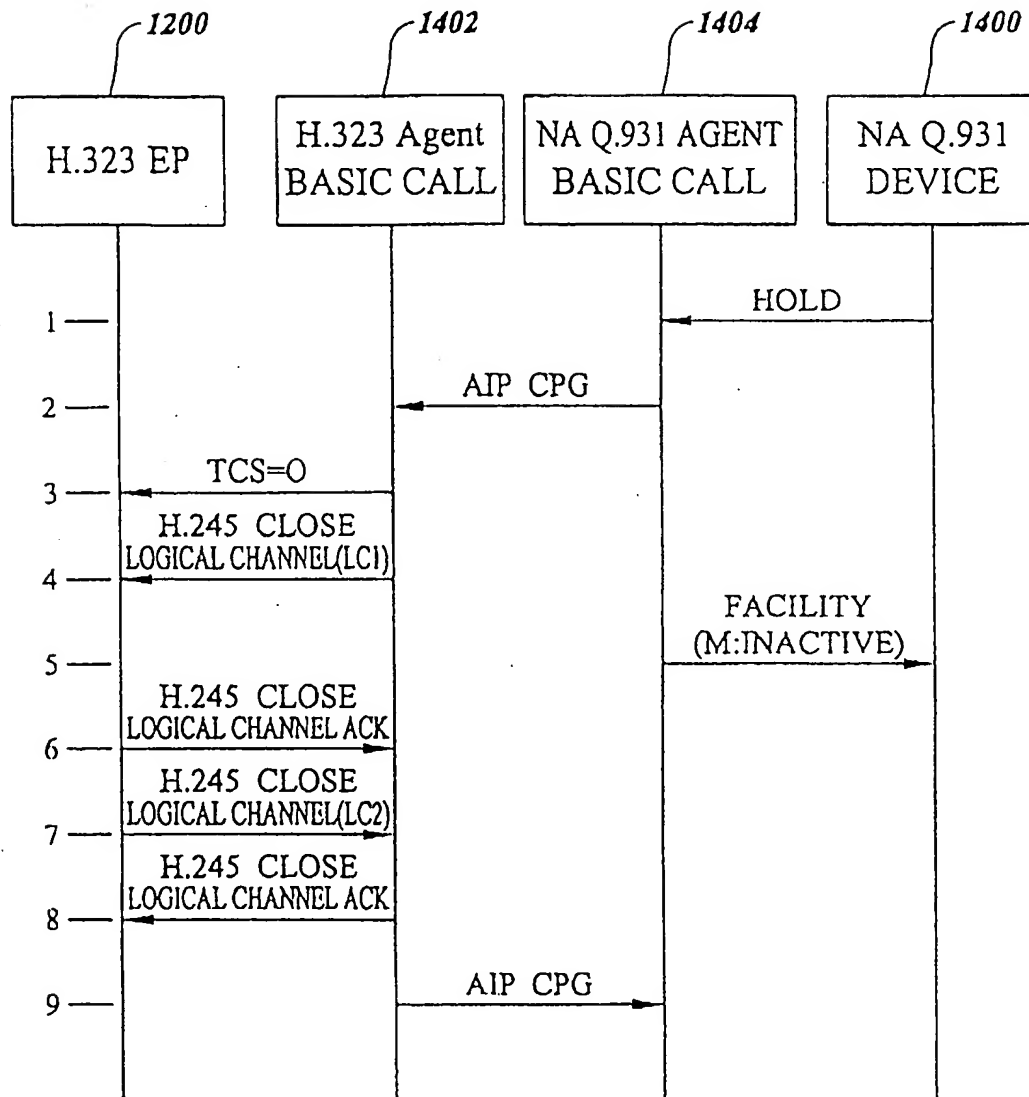 1200
1402
1404
1400
H.323 EP
H.323 Agent
BASIC CALL
NA Q.931 AGENT
BASIC CALL
NA Q.931
DEVICE
HOLD
1
AIP CPG
2
TCS=O
3
H.245 CLOSE
LOGICAL CHANNEL(LC1)
4
FACILITY
(M:INACTIVE)
5
H.245 CLOSE
LOGICAL CHANNEL ACK
6
H.245 CLOSE
LOGICAL CHANNEL(LC2)
7
H.245 CLOSE
LOGICAL CHANNEL ACK
8
AIP CPG
9